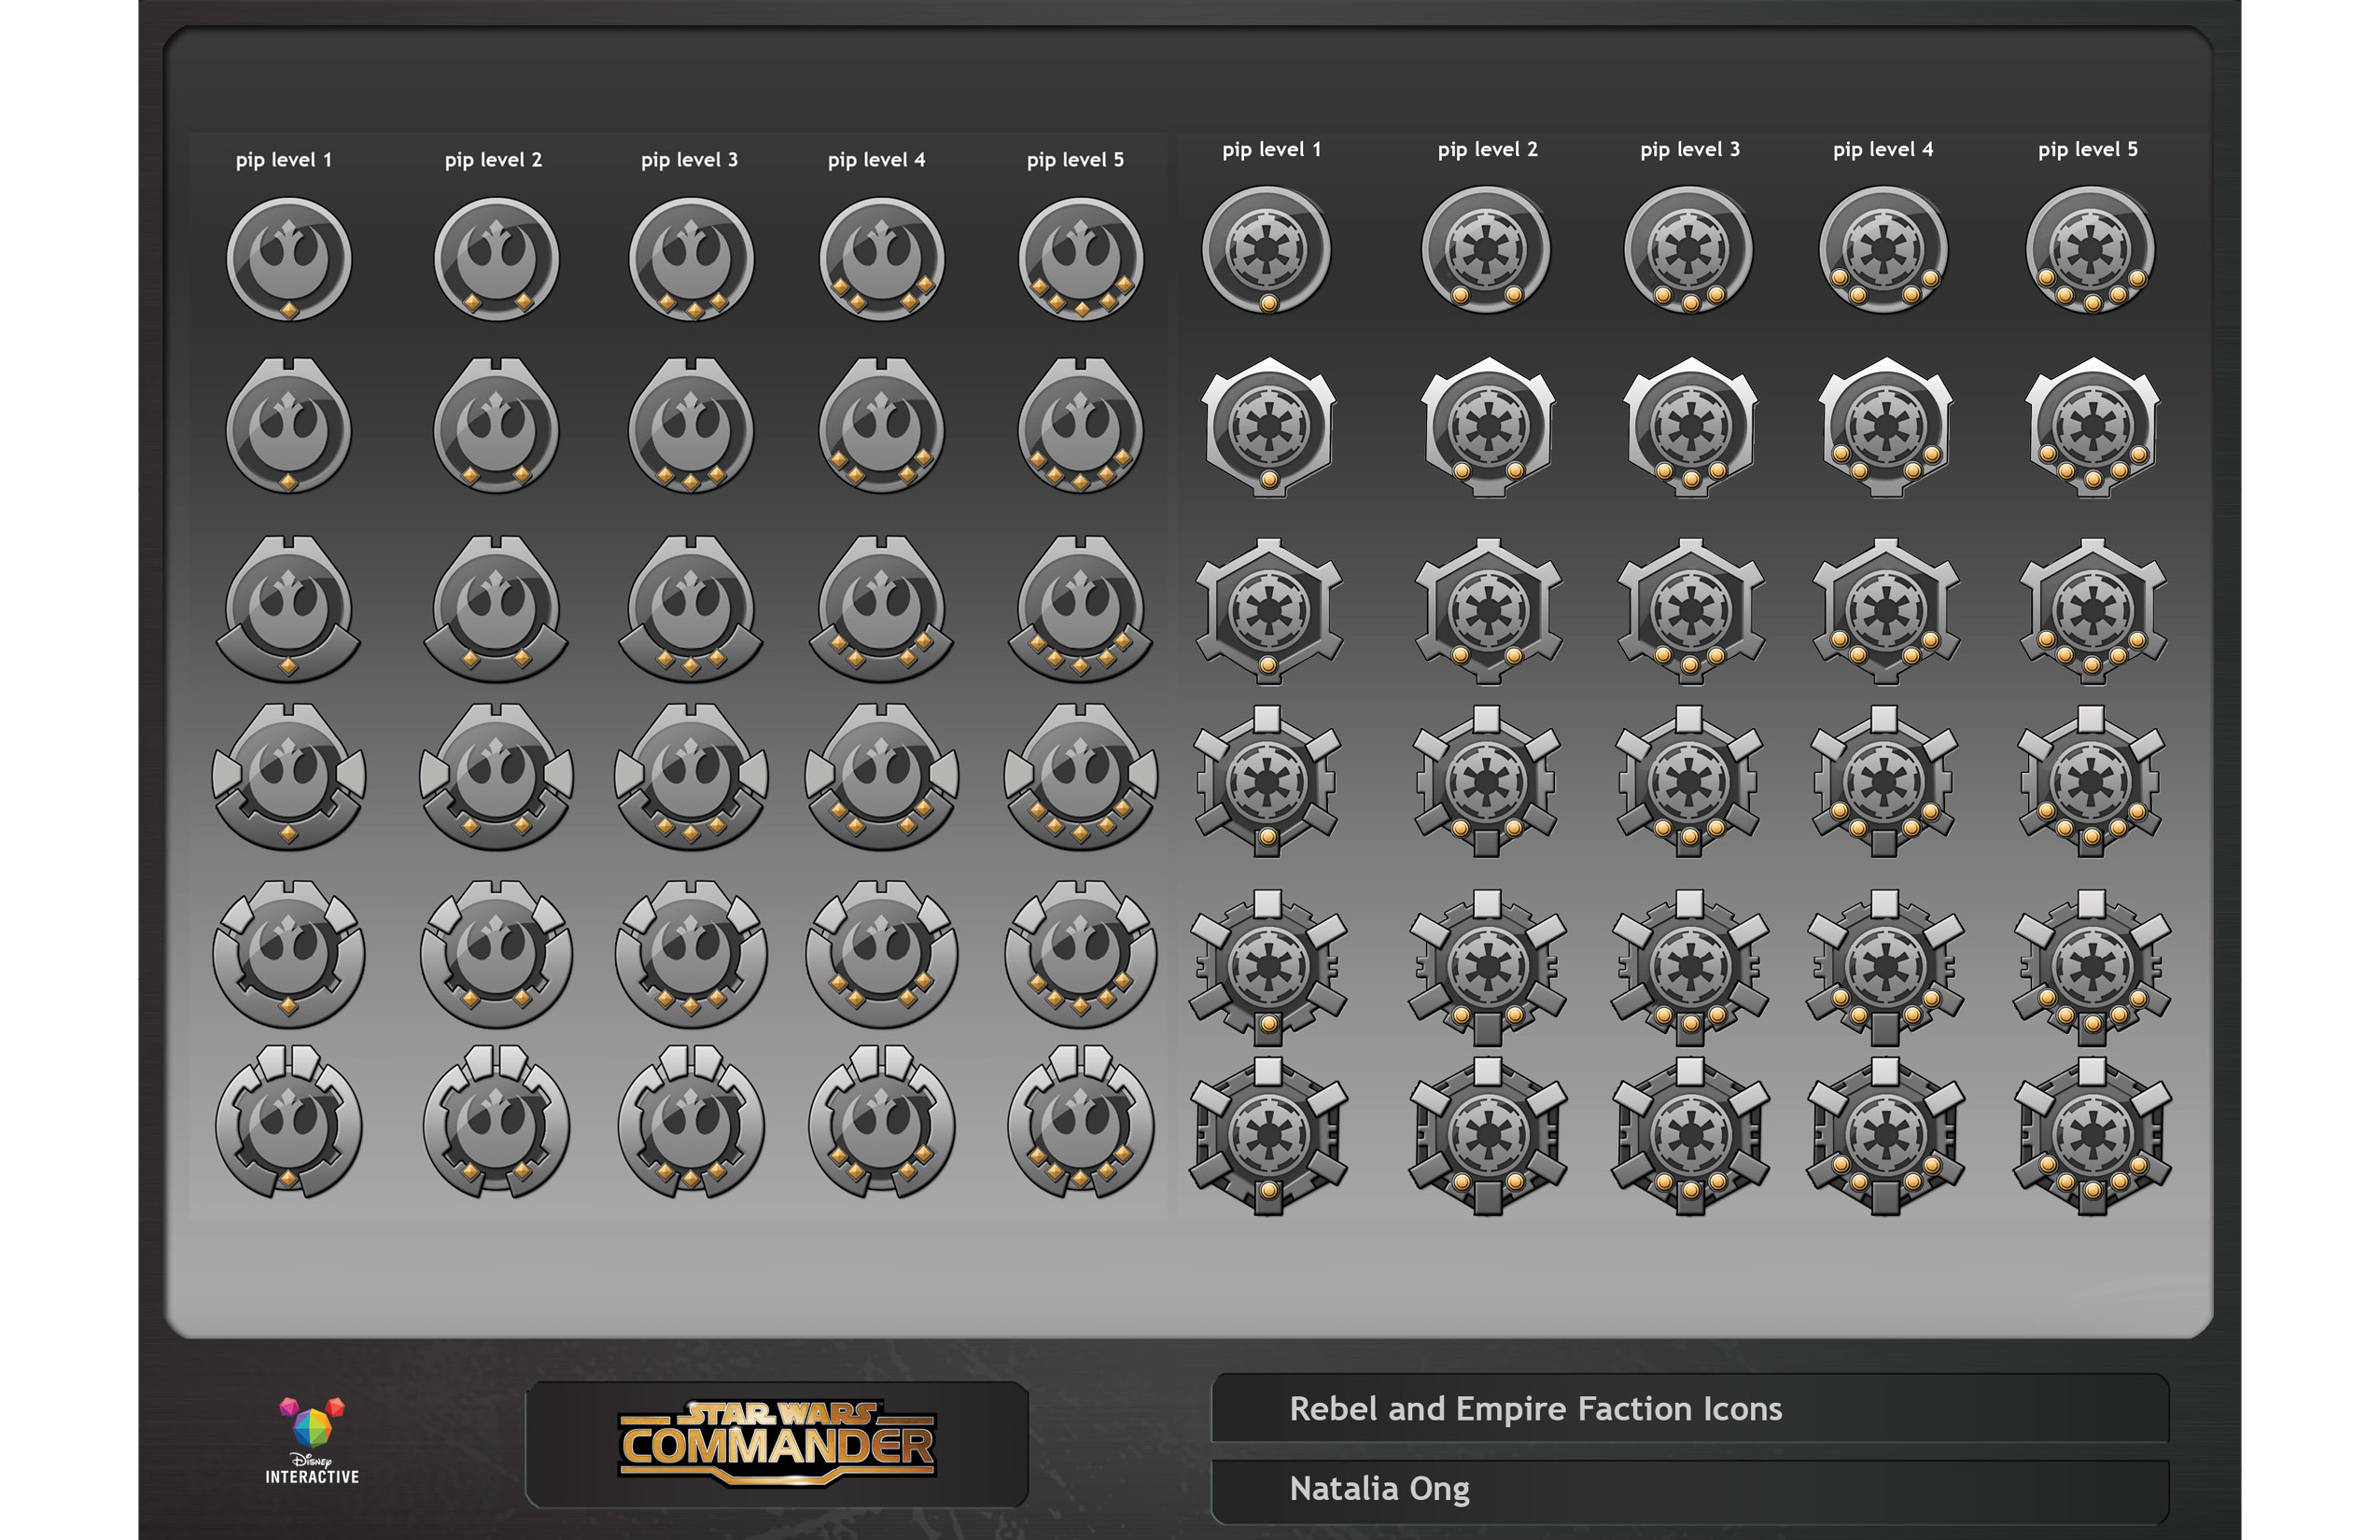 pip level 1
pip level 2
pip level 3
pip level 4
pip level 5
pip level 1
pip level 2
pip level 3
pip level 4
pip level 5
Disney
INTERACTIVE
STAR WARS
COMMANDER
Rebel and Empire Faction Icons
Natalia Ong